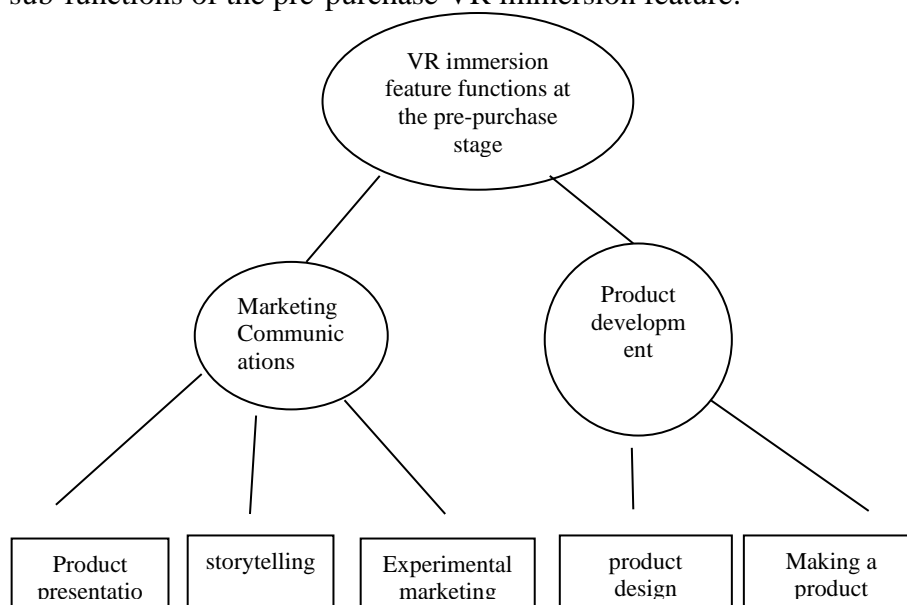 sub-functions of the pre-purchase VR immersion feature.
VR immersion
feature functions at
the pre-purchase
stage
Marketing
Communic
ations
Product
developm
ent
Product
presentatio
storytelling
Experimental
marketing
product
design
Making a
product